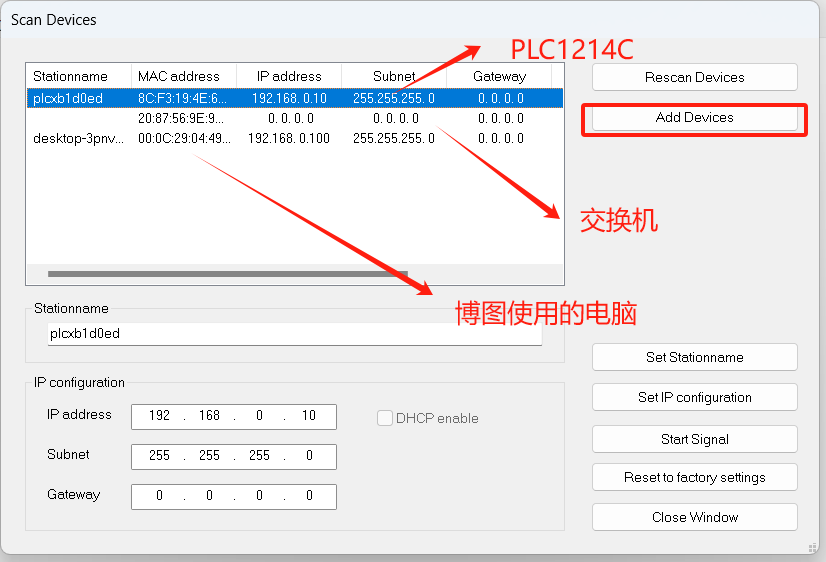 Scan Devices
PLC1214C
Stationname MAC address IP address Subnet Gateway
Rescan Devices
plcxb1d0ed 8C:F3:19:4E:6... 192.168. 0.10 255.255.255. 0 0. 0. 0. 0
20:87:56:9E:9... 0. 0. 0. 0 0. 0. 0. 0 0. 0. 0. 0
Add Devices
desktop-3pnv... 00:0C:29:04:49... 192.168. 0.100 255.255.255. 0 0. 0. 0. 0
交换机
博图使用的电脑
Stationname
plcxb1d0ed
Set Stationname
IP configuration
Set IP configuration
IP address 192 . 168 . 0 . 10
DHCP enable
Start Signal
Subnet 255 . 255 . 255 . 0
Reset to factory settings
Gateway 0 . 0 . 0 . 0
Close Window